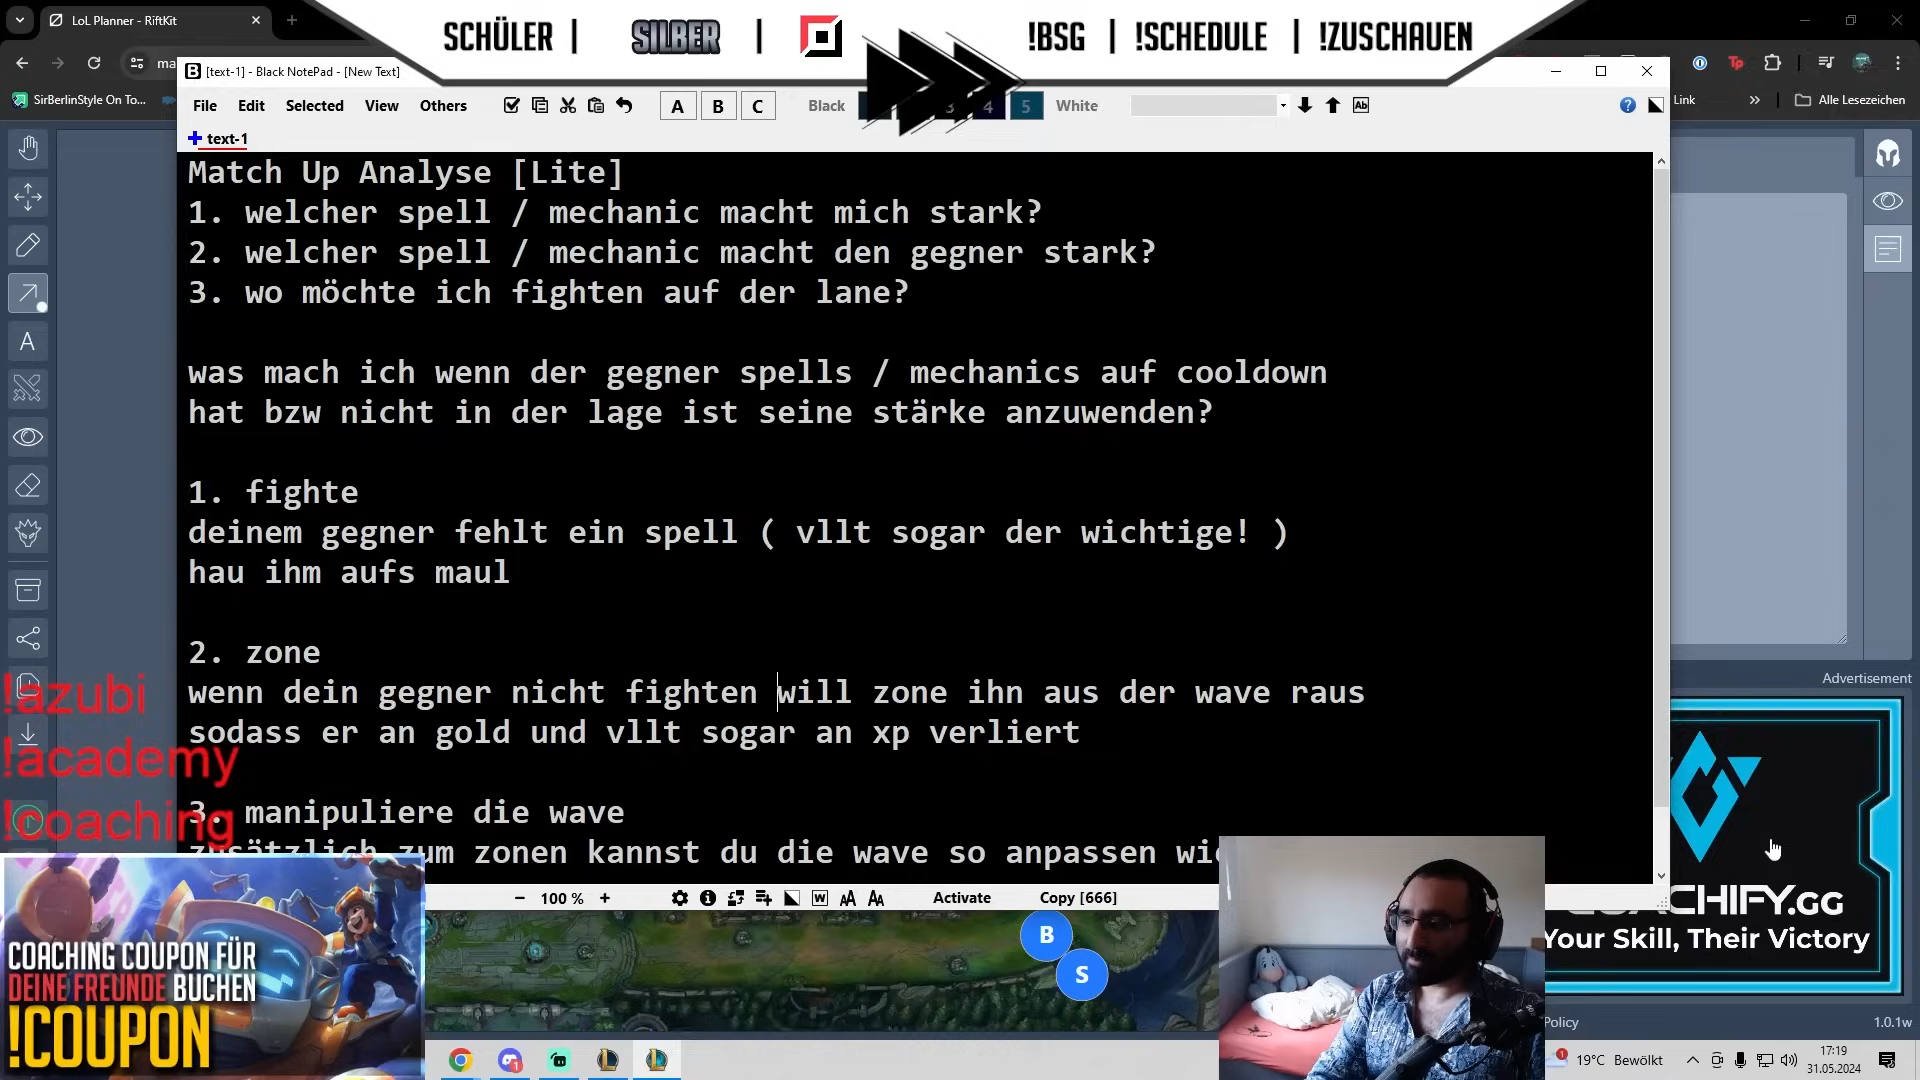 LoL Planner - RiftKit
SCHÜLER | SILBER | | !BSG | !SCHEDULE | !ZUSCHAUEN
ma
[text-1] - Black NotePad - [New Text]
SirBerlinStyle On To...
Link
Alle Lesezeichen
File Edit Selected View Others A B C Black 3 4 5 White
text-1
Match Up Analyse [Lite]
1. welcher spell / mechanic macht mich stark?
2. welcher spell / mechanic macht den gegner stark?
3. wo möchte ich fighten auf der lane?
was mach ich wenn der gegner spells / mechanics auf cooldown
hat bzw nicht in der lage ist seine stärke anzuwenden?
1. fighte
deinem gegner fehlt ein spell ( vllt sogar der wichtige! )
hau ihm aufs maul
2. zone
wenn dein gegner nicht fighten will zone ihn aus der wave raus
sodass er an gold und vllt sogar an xp verliert
3. manipuliere die wave
zusätzlich zum zonen kannst du die wave so anpassen
!azubi
!academy
!coaching
Advertisement
COACHIFY.GG
Your Skill, Their Victory
100 %
Activate
Copy [666]
B
S
COACHING COUPON FÜR
DEINE FREUNDE BUCHEN
!COUPON
Policy
1.0.1w
19°C Bewölkt
17:19
31.05.2024